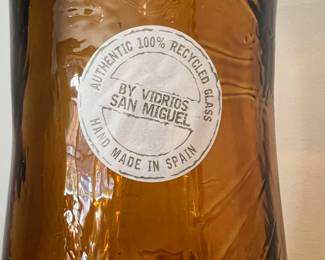 AUTHENTIC 100% RECYCLED GLASS
BY VIDRIOS
SAN MIGUEL
HAND MADE IN SPAIN